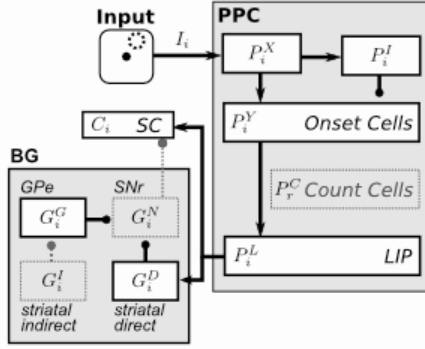 Input
PPC
I_i
P_i^X
P_i^I
C_i SC
P_i^Y Onset Cells
BG
GPe
SNr
P_r^C Count Cells
G_i^G
G_i^N
P_i^L LIP
G_i^I
G_i^D
striatal
indirect
striatal
direct